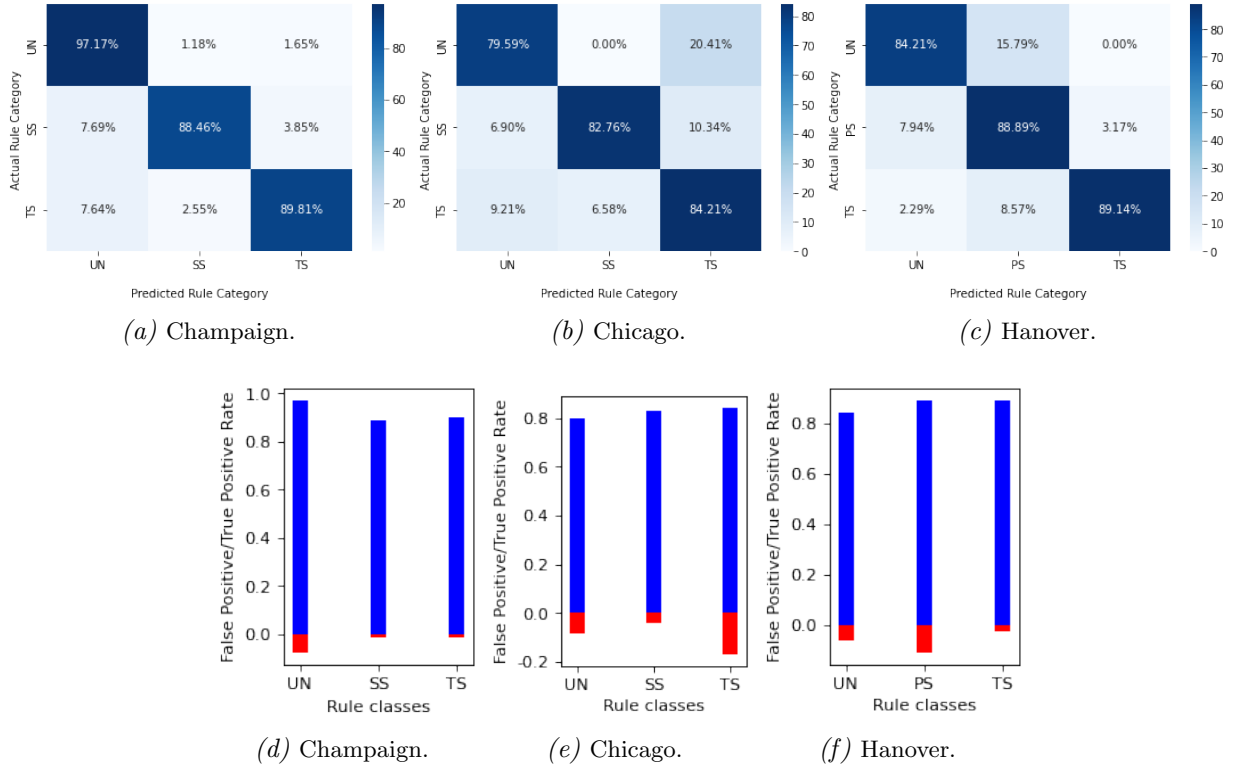 Actual Rule Category
UN
SS
TS
97.17% 1.18% 1.65%
7.69% 88.46% 3.85%
7.64% 2.55% 89.81%
UN SS TS
Predicted Rule Category
80
60
40
20
(a) Champaign.
Actual Rule Category
UN
SS
TS
79.59% 0.00% 20.41%
6.90% 82.76% 10.34%
9.21% 6.58% 84.21%
UN SS TS
Predicted Rule Category
80
70
60
50
40
30
20
10
0
(b) Chicago.
Actual Rule Category
UN
PS
TS
84.21% 15.79% 0.00%
7.94% 88.89% 3.17%
2.29% 8.57% 89.14%
UN PS TS
Predicted Rule Category
80
70
60
50
40
30
20
10
0
(c) Hanover.
False Positive/True Positive Rate
1.0
0.8
0.6
0.4
0.2
0.0
UN SS TS
Rule classes
(d) Champaign.
False Positive/True Positive Rate
0.8
0.6
0.4
0.2
0.0
-0.2
UN SS TS
Rule classes
(e) Chicago.
False Positive/True Positive Rate
0.8
0.6
0.4
0.2
0.0
UN PS TS
Rule classes
(f) Hanover.